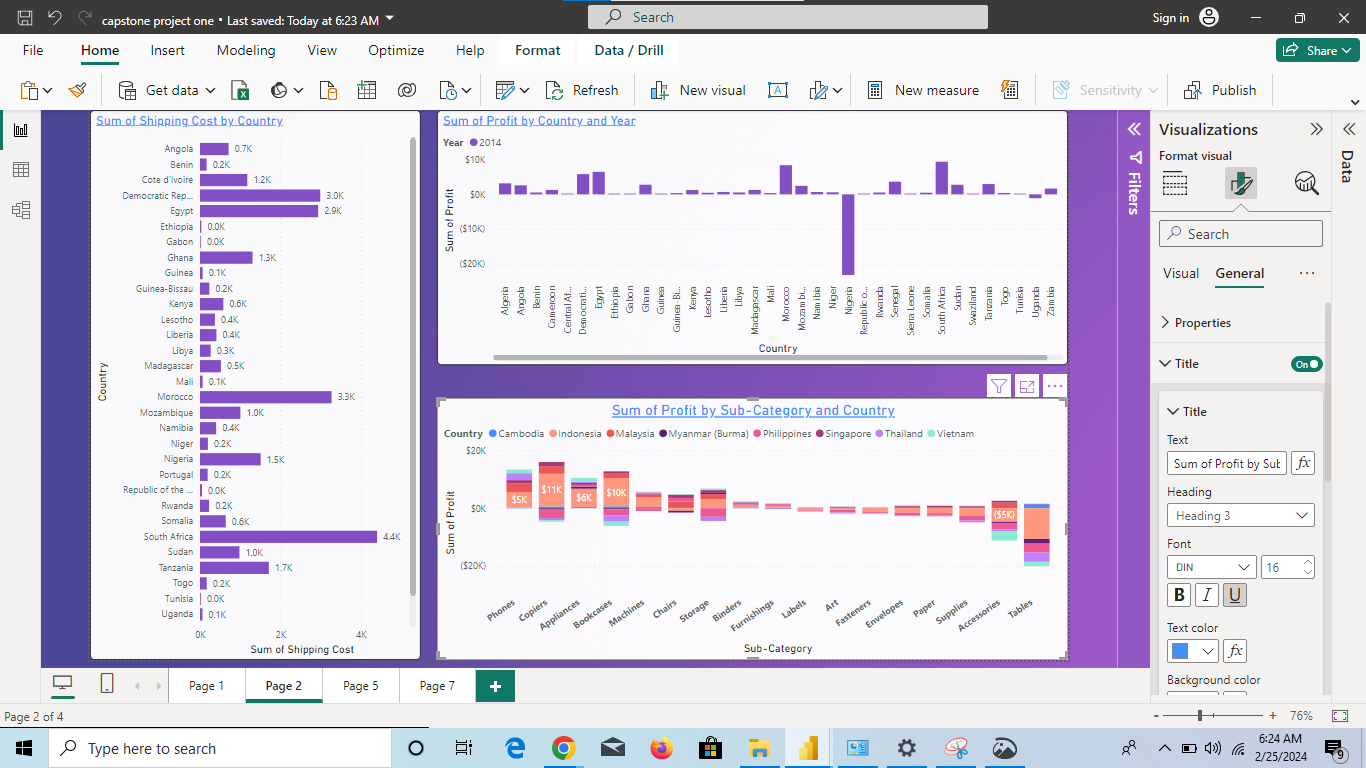 capstone project one • Last saved: Today at 6:23 AM
Search
Sign in
File Home Insert Modeling View Optimize Help Format Data / Drill
Share
Get data
Refresh
New visual
New measure
Sensitivity
Publish
Sum of Shipping Cost by Country
Country
Angola 0.7K
Benin 0.2K
Cote d'Ivoire 1.2K
Democratic Rep... 3.0K
Egypt 2.9K
Ethiopia 0.0K
Gabon 0.0K
Ghana 1.3K
Guinea 0.1K
Guinea-Bissau 0.2K
Kenya 0.6K
Lesotho 0.4K
Liberia 0.4K
Libya 0.3K
Madagascar 0.5K
Mali 0.1K
Morocco 3.3K
Mozambique 1.0K
Namibia 0.4K
Niger 0.2K
Nigeria 1.5K
Portugal 0.2K
Republic of the ... 0.0K
Rwanda 0.2K
Somalia 0.6K
South Africa 4.4K
Sudan 1.0K
Tanzania 1.7K
Togo 0.2K
Tunisia 0.0K
Uganda 0.1K
0K 2K 4K
Sum of Shipping Cost
Sum of Profit by Country and Year
Year 2014
Sum of Profit
$10K
$0K
($10K)
($20K)
Algeria
Angola
Benin
Cameroon
Central Af...
Democrati...
Egypt
Ethiopia
Gabon
Ghana
Guinea
Guinea-Bi...
Kenya
Lesotho
Liberia
Libya
Madagascar
Mali
Morocco
Mozambi...
Namibia
Niger
Nigeria
Republic o...
Rwanda
Senegal
Sierra Leone
Somalia
South Africa
Sudan
Swaziland
Tanzania
Togo
Tunisia
Uganda
Zambia
Country
Sum of Profit by Sub-Category and Country
Country Cambodia Indonesia Malaysia Myanmar (Burma) Philippines Singapore Thailand Vietnam
Sum of Profit
$20K
$0K
($20K)
$5K
$11K
$6K
$10K
($5K)
Phones
Copiers
Appliances
Bookcases
Machines
Chairs
Storage
Binders
Furnishings
Labels
Art
Fasteners
Envelopes
Paper
Supplies
Accessories
Tables
Sub-Category
Filters
Visualizations
Format visual
Search
Visual General
Properties
Title
On
Title
Text
Sum of Profit by Sub
fx
Heading
Heading 3
Font
DIN 16
B I U
Text color
fx
Background color
Data
Page 1 Page 2 Page 5 Page 7 +
Page 2 of 4
- + 76%
Type here to search
6:24 AM
2/25/2024
9